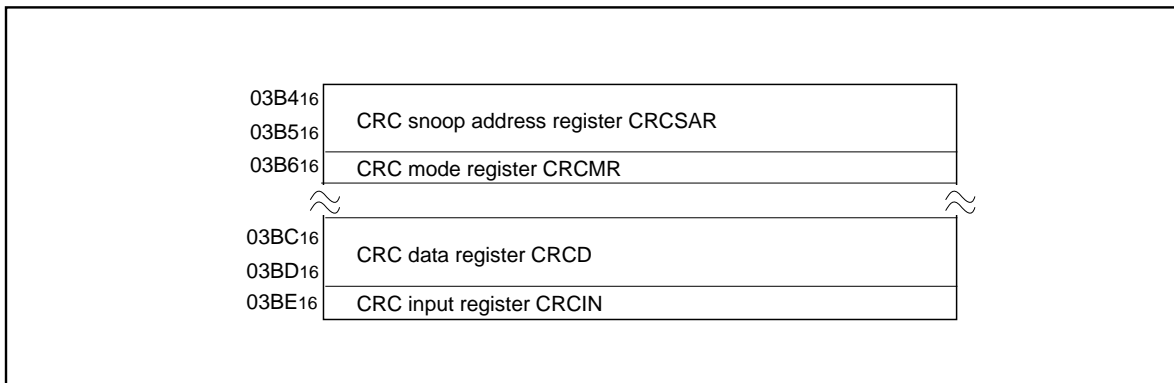 03B416
CRC snoop address register CRCSAR
03B516
03B616 CRC mode register CRCMR
03BC16
CRC data register CRCD
03BD16
03BE16 CRC input register CRCIN